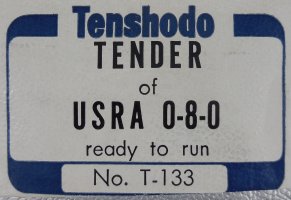 Tenshodo
TENDER
of
USRA 0-8-0
ready to run
No. T-133